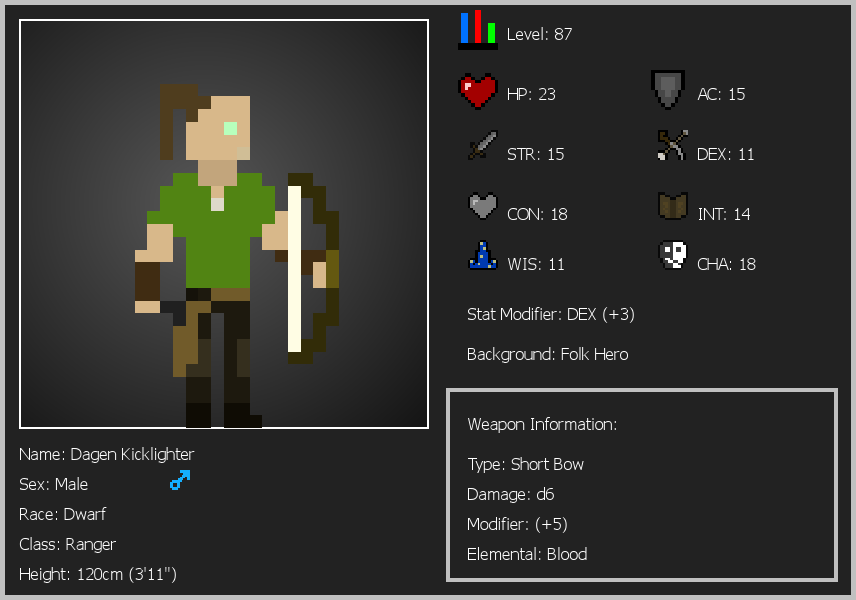 Level: 87
HP: 23
AC: 15
STR: 15
DEX: 11
CON: 18
INT: 14
WIS: 11
CHA: 18
Stat Modifier: DEX (+3)
Background: Folk Hero
Weapon Information:
Type: Short Bow
Damage: d6
Modifier: (+5)
Elemental: Blood
Name: Dagen Kicklighter
Sex: Male
Race: Dwarf
Class: Ranger
Height: 120cm (3'11")